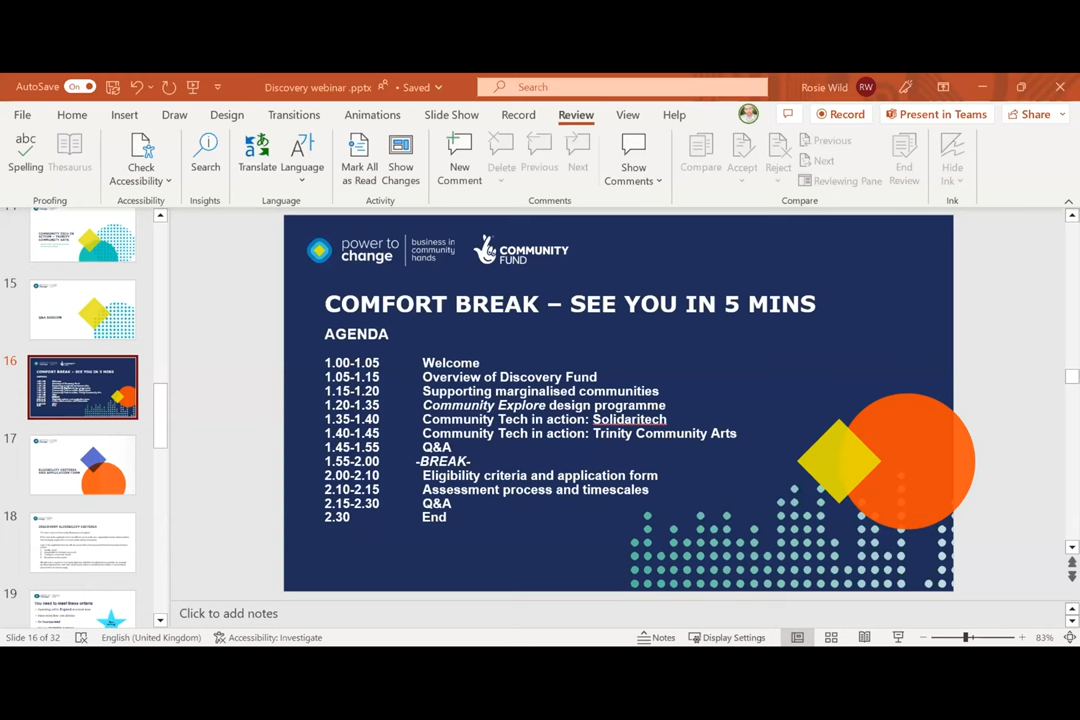 AutoSave On Discovery webinar .pptx • Saved Search Rosie Wild RW
File Home Insert Draw Design Transitions Animations Slide Show Record Review View Help Record Present in Teams Share
abc
Spelling Thesaurus Check Accessibility Search Translate Language Mark All as Read Show Changes New Comment Delete Previous Next Show Comments Compare Accept Reject Previous Next Reviewing Pane End Review Hide Ink
Proofing Accessibility Insights Language Activity Comments Compare Ink
15
16
17
18
19
power to change business in community hands COMMUNITY FUND
COMFORT BREAK – SEE YOU IN 5 MINS
AGENDA
1.00-1.05 Welcome
1.05-1.15 Overview of Discovery Fund
1.15-1.20 Supporting marginalised communities
1.20-1.35 Community Explore design programme
1.35-1.40 Community Tech in action: Solidaritech
1.40-1.45 Community Tech in action: Trinity Community Arts
1.45-1.55 Q&A
1.55-2.00 -BREAK-
2.00-2.10 Eligibility criteria and application form
2.10-2.15 Assessment process and timescales
2.15-2.30 Q&A
2.30 End
Click to add notes
Slide 16 of 32 English (United Kingdom) Accessibility: Investigate Notes Display Settings 83%